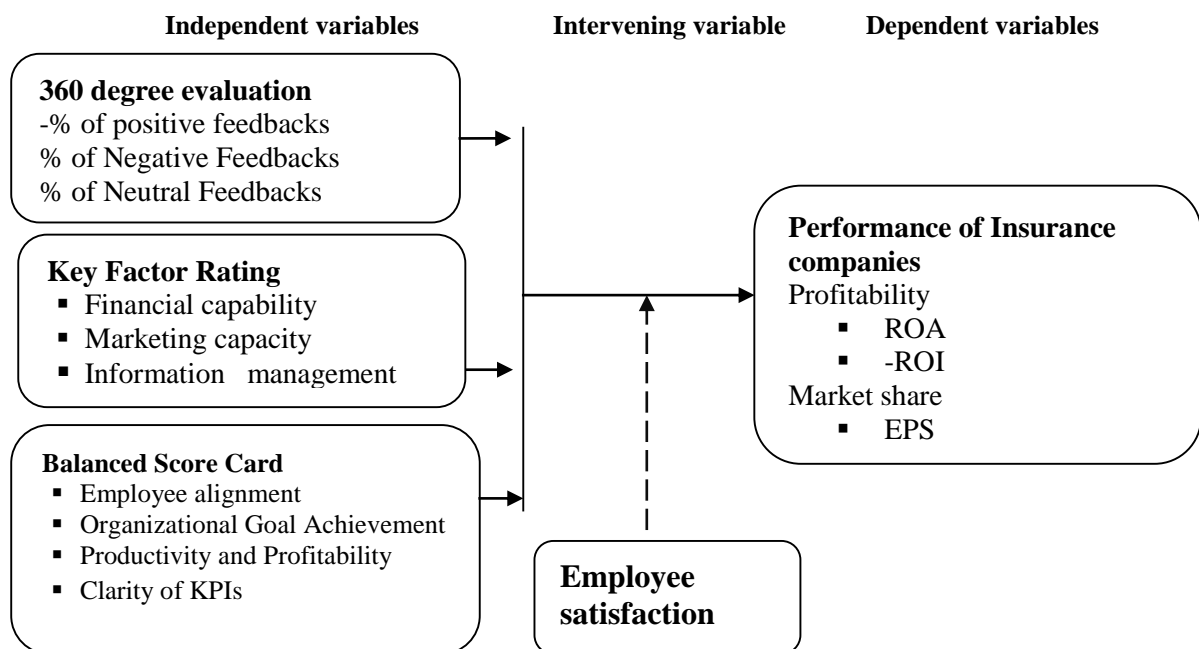 Independent variables Intervening variable Dependent variables
360 degree evaluation
-% of positive feedbacks
% of Negative Feedbacks
% of Neutral Feedbacks
Key Factor Rating
▪ Financial capability
▪ Marketing capacity
▪ Information management
Balanced Score Card
▪ Employee alignment
▪ Organizational Goal Achievement
▪ Productivity and Profitability
▪ Clarity of KPIs
Employee
satisfaction
Performance of Insurance
companies
Profitability
▪ ROA
▪ -ROI
Market share
▪ EPS